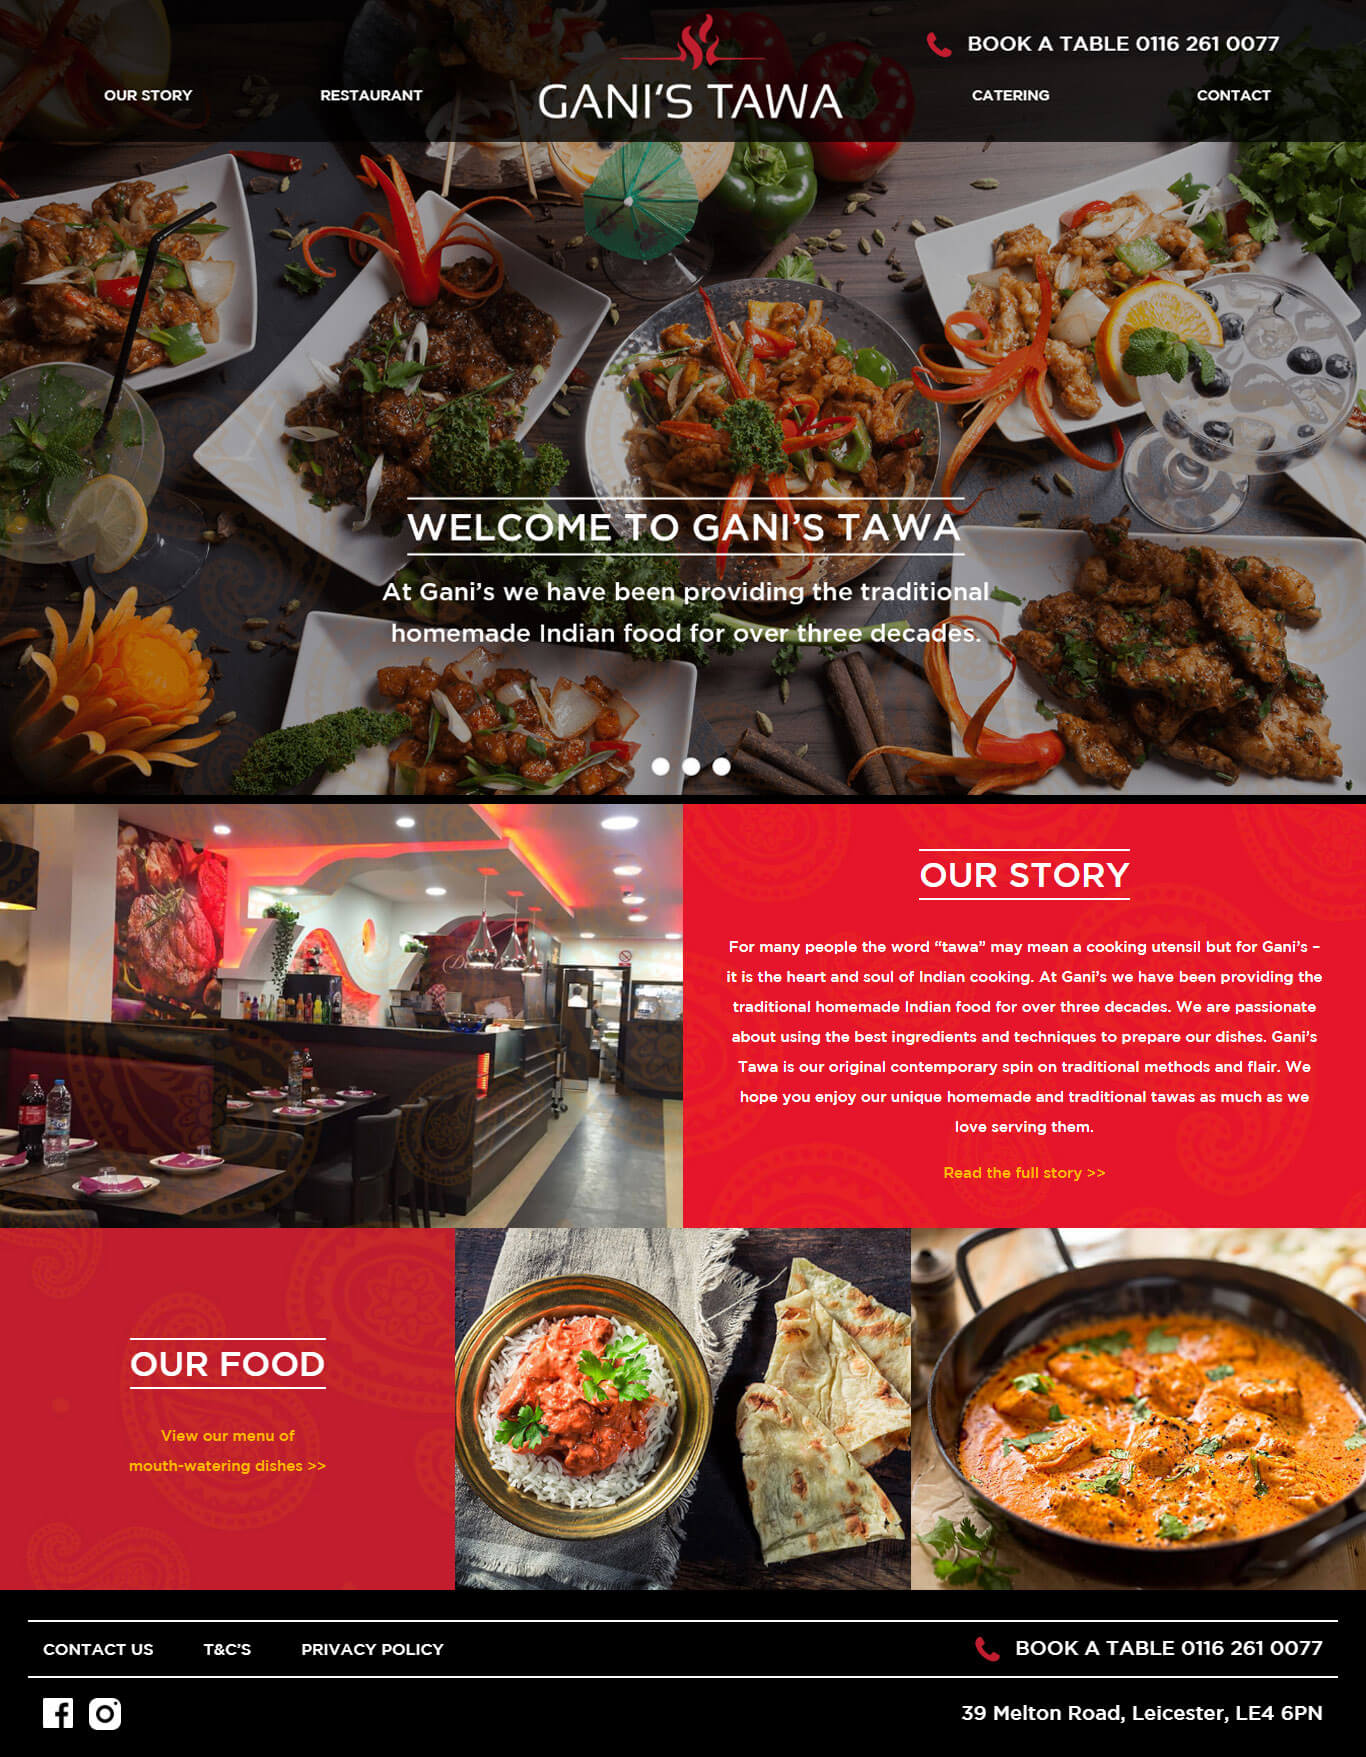 BOOK A TABLE 0116 261 0077
OUR STORY
RESTAURANT
GANI'S TAWA
CATERING
CONTACT
WELCOME TO GANI'S TAWA
At Gani's we have been providing the traditional
homemade Indian food for over three decades.
OUR STORY
For many people the word “tawa” may mean a cooking utensil but for Gani's –
it is the heart and soul of Indian cooking. At Gani's we have been providing the
traditional homemade Indian food for over three decades. We are passionate
about using the best ingredients and techniques to prepare our dishes. Gani's
Tawa is our original contemporary spin on traditional methods and flair. We
hope you enjoy our unique homemade and traditional tawas as much as we
love serving them.
Read the full story >>
OUR FOOD
View our menu of
mouth-watering dishes >>
CONTACT US
T&C'S
PRIVACY POLICY
BOOK A TABLE 0116 261 0077
39 Melton Road, Leicester, LE4 6PN